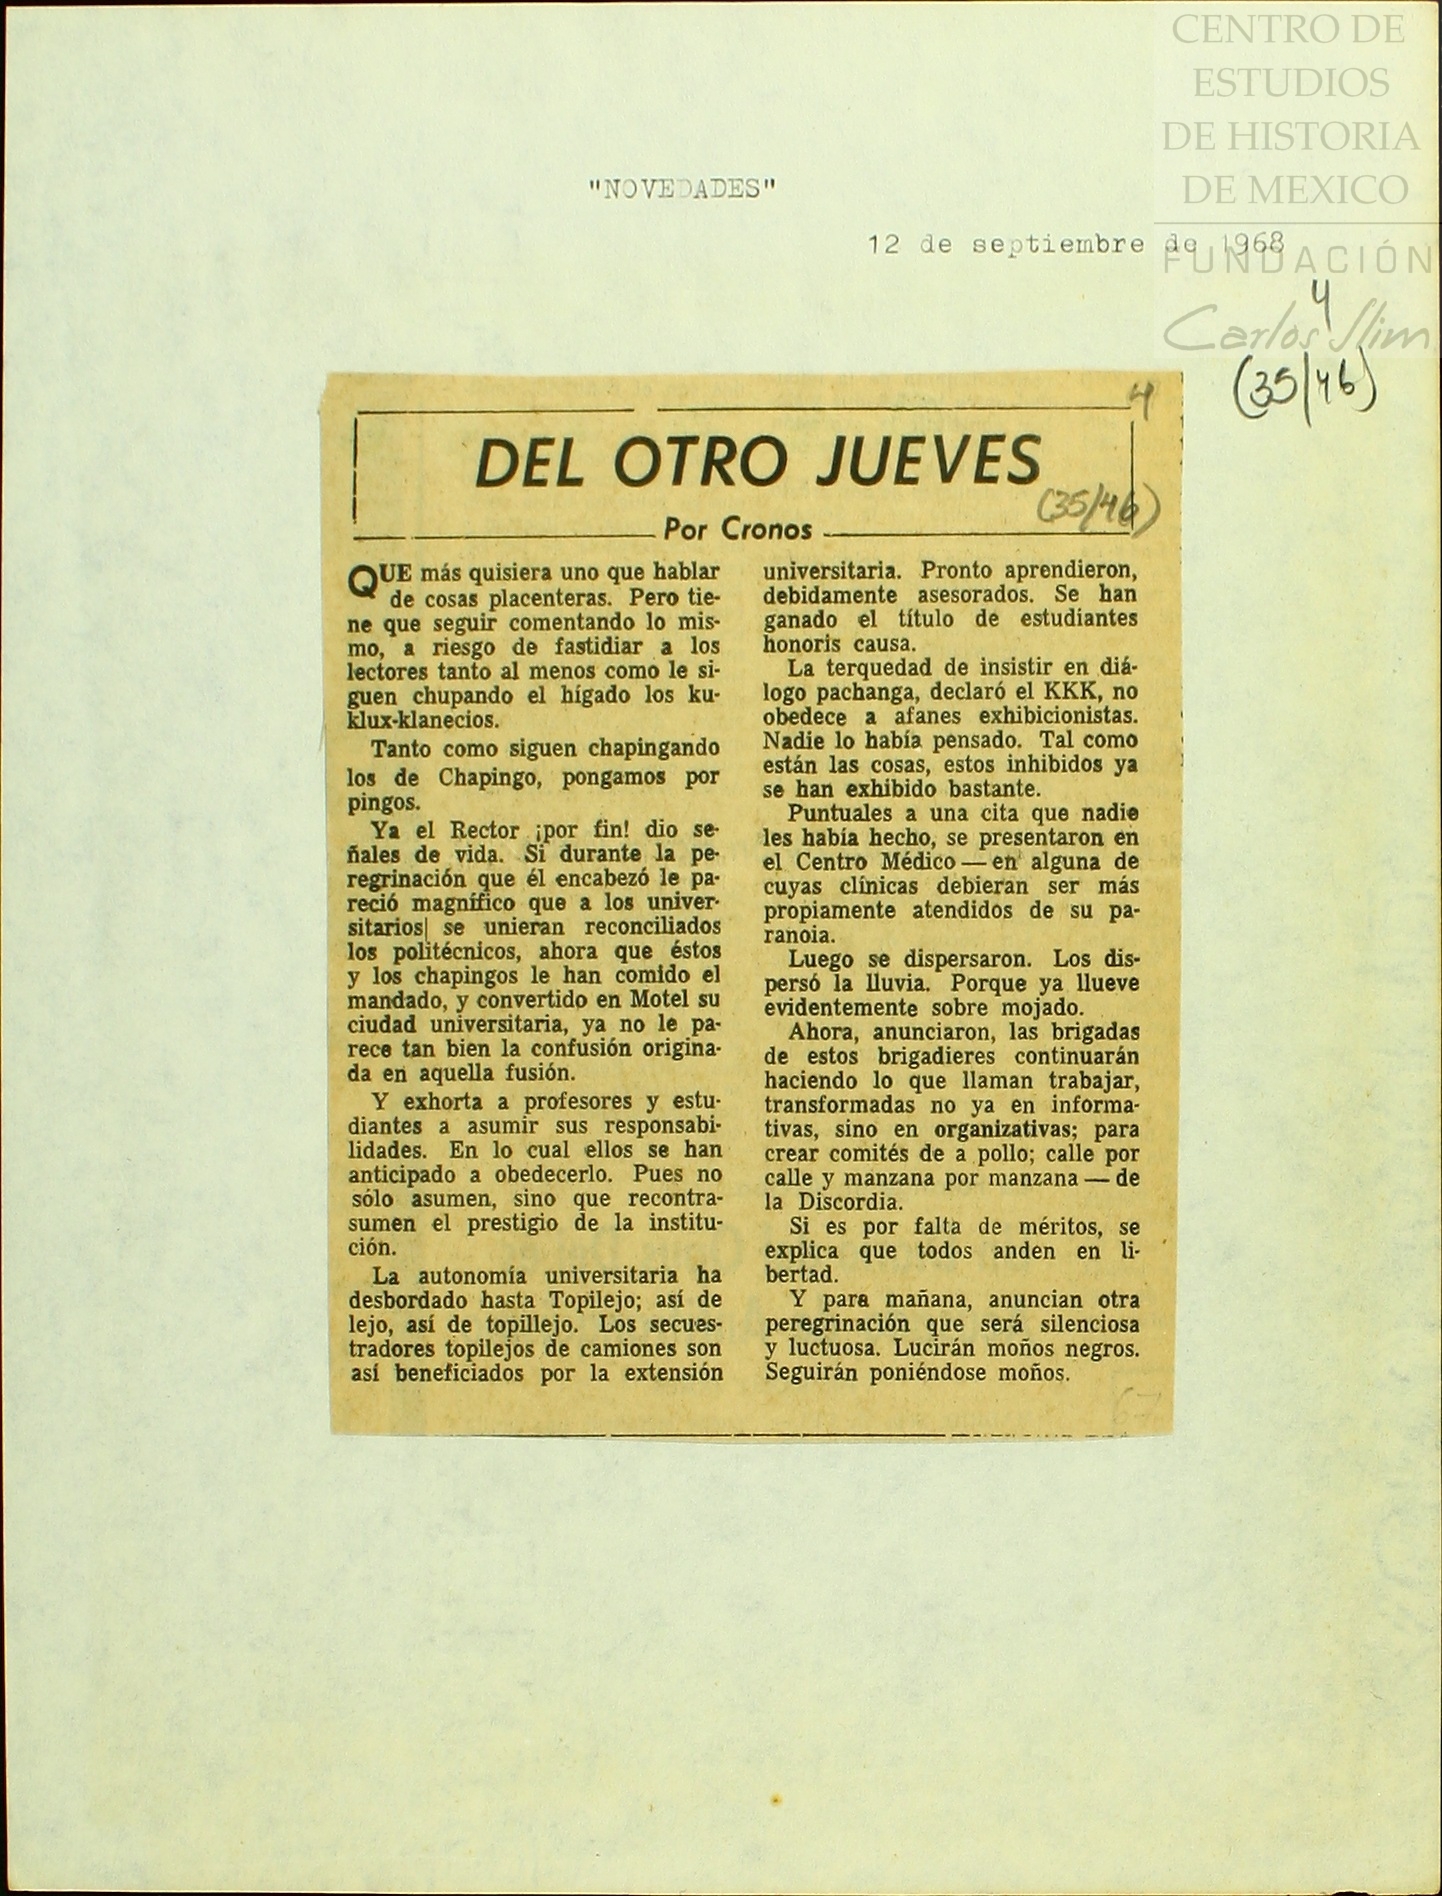 CENTRO DE
ESTUDIOS
DE HISTORIA
DE MEXICO
FUNDACIÓN
Carlos Slim
"NOVEDADES"
12 de septiembre de 1968
4
(35/46)
4
DEL OTRO JUEVES
(35/46)
Por Cronos
QUE más quisiera uno que hablar
de cosas placenteras. Pero tie-
ne que seguir comentando lo mis-
mo, a riesgo de fastidiar a los
lectores tanto al menos como le si-
guen chupando el hígado los ku-
klux-klanecios.
Tanto como siguen chapingando
los de Chapingo, pongamos por
pingos.
Ya el Rector ¡por fin! dio se-
ñales de vida. Si durante la pe-
regrinación que él encabezó le pa-
reció magnífico que a los univer-
sitarios se unieran reconciliados
los politécnicos, ahora que éstos
y los chapingos le han comido el
mandado, y convertido en Motel su
ciudad universitaria, ya no le pa-
rece tan bien la confusión origina-
da en aquella fusión.
Y exhorta a profesores y estu-
diantes a asumir sus responsabi-
lidades. En lo cual ellos se han
anticipado a obedecerlo. Pues no
sólo asumen, sino que recontra-
sumen el prestigio de la institu-
ción.
La autonomía universitaria ha
desbordado hasta Topilejo; así de
lejo, así de topillejo. Los secues-
tradores topilejos de camiones son
así beneficiados por la extensión
universitaria. Pronto aprendieron,
debidamente asesorados. Se han
ganado el título de estudiantes
honoris causa.
La terquedad de insistir en diá-
logo pachanga, declaró el KKK, no
obedece a afanes exhibicionistas.
Nadie lo había pensado. Tal como
están las cosas, estos inhibidos ya
se han exhibido bastante.
Puntuales a una cita que nadie
les había hecho, se presentaron en
el Centro Médico — en alguna de
cuyas clínicas debieran ser más
propiamente atendidos de su pa-
ranoia.
Luego se dispersaron. Los dis-
persó la lluvia. Porque ya llueve
evidentemente sobre mojado.
Ahora, anunciaron, las brigadas
de estos brigadieres continuarán
haciendo lo que llaman trabajar,
transformadas no ya en informa-
tivas, sino en organizativas; para
crear comités de a pollo; calle por
calle y manzana por manzana — de
la Discordia.
Si es por falta de méritos, se
explica que todos anden en li-
bertad.
Y para mañana, anuncian otra
peregrinación que será silenciosa
y luctuosa. Lucirán moños negros.
Seguirán poniéndose moños.
67